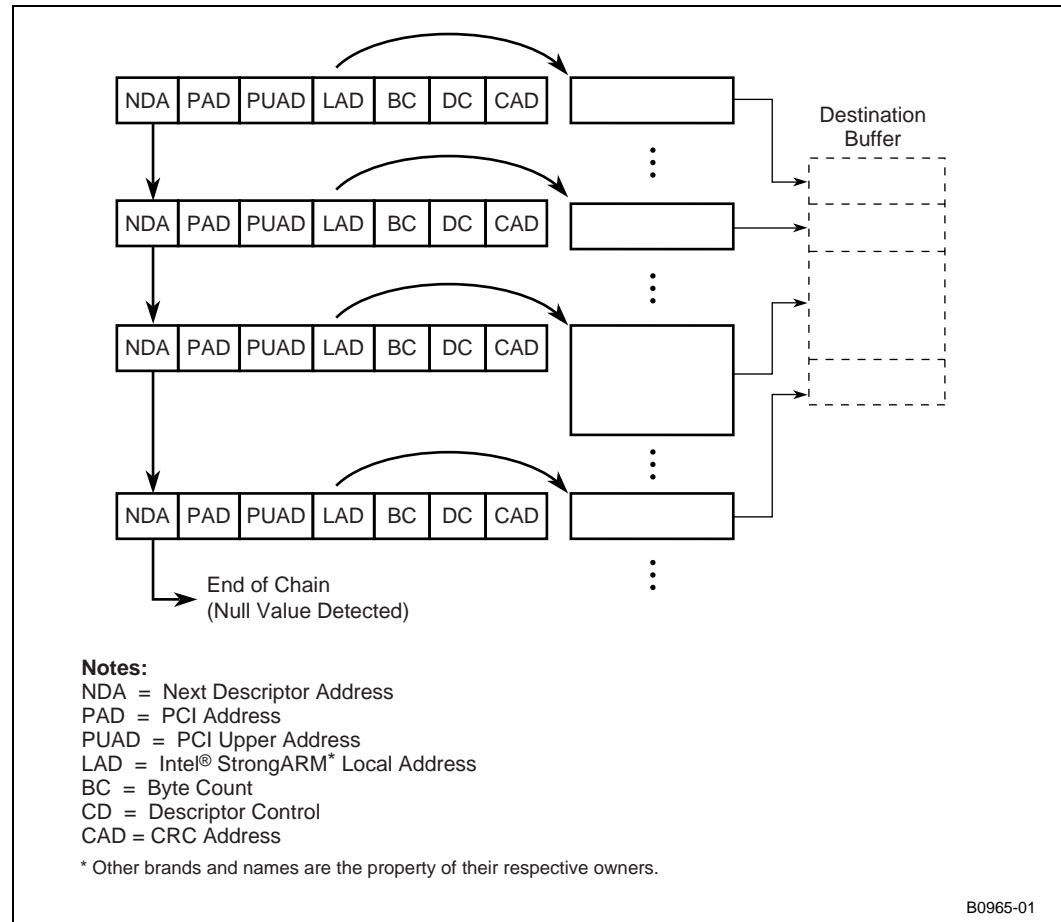 NDA PAD PUAD LAD BC DC CAD
Destination
Buffer
NDA PAD PUAD LAD BC DC CAD
NDA PAD PUAD LAD BC DC CAD
NDA PAD PUAD LAD BC DC CAD
End of Chain
(Null Value Detected)
Notes:
NDA = Next Descriptor Address
PAD = PCI Address
PUAD = PCI Upper Address
LAD = Intel® StrongARM* Local Address
BC = Byte Count
CD = Descriptor Control
CAD = CRC Address
* Other brands and names are the property of their respective owners.
B0965-01